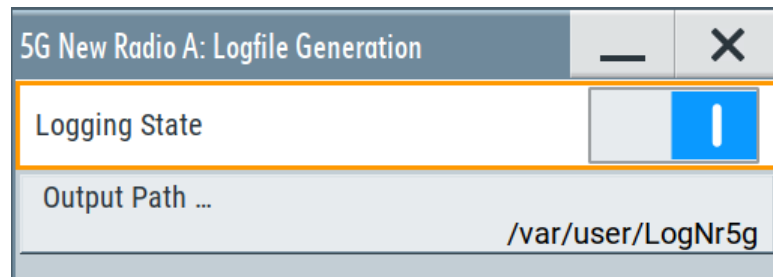 5G New Radio A: Logfile Generation
Logging State
Output Path ...
/var/user/LogNr5g